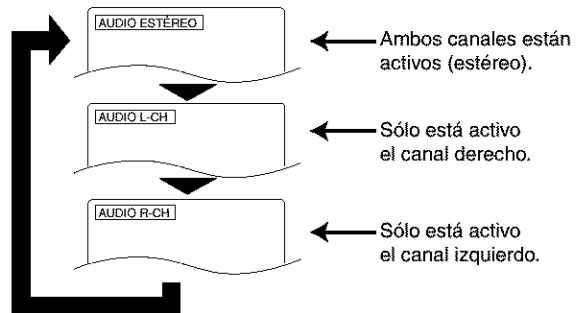 AUDIO ESTÉREO
Ambos canales están
activos (estéreo).
AUDIO L-CH
Sólo está activo
el canal derecho.
AUDIO R-CH
Sólo está activo
el canal izquierdo.